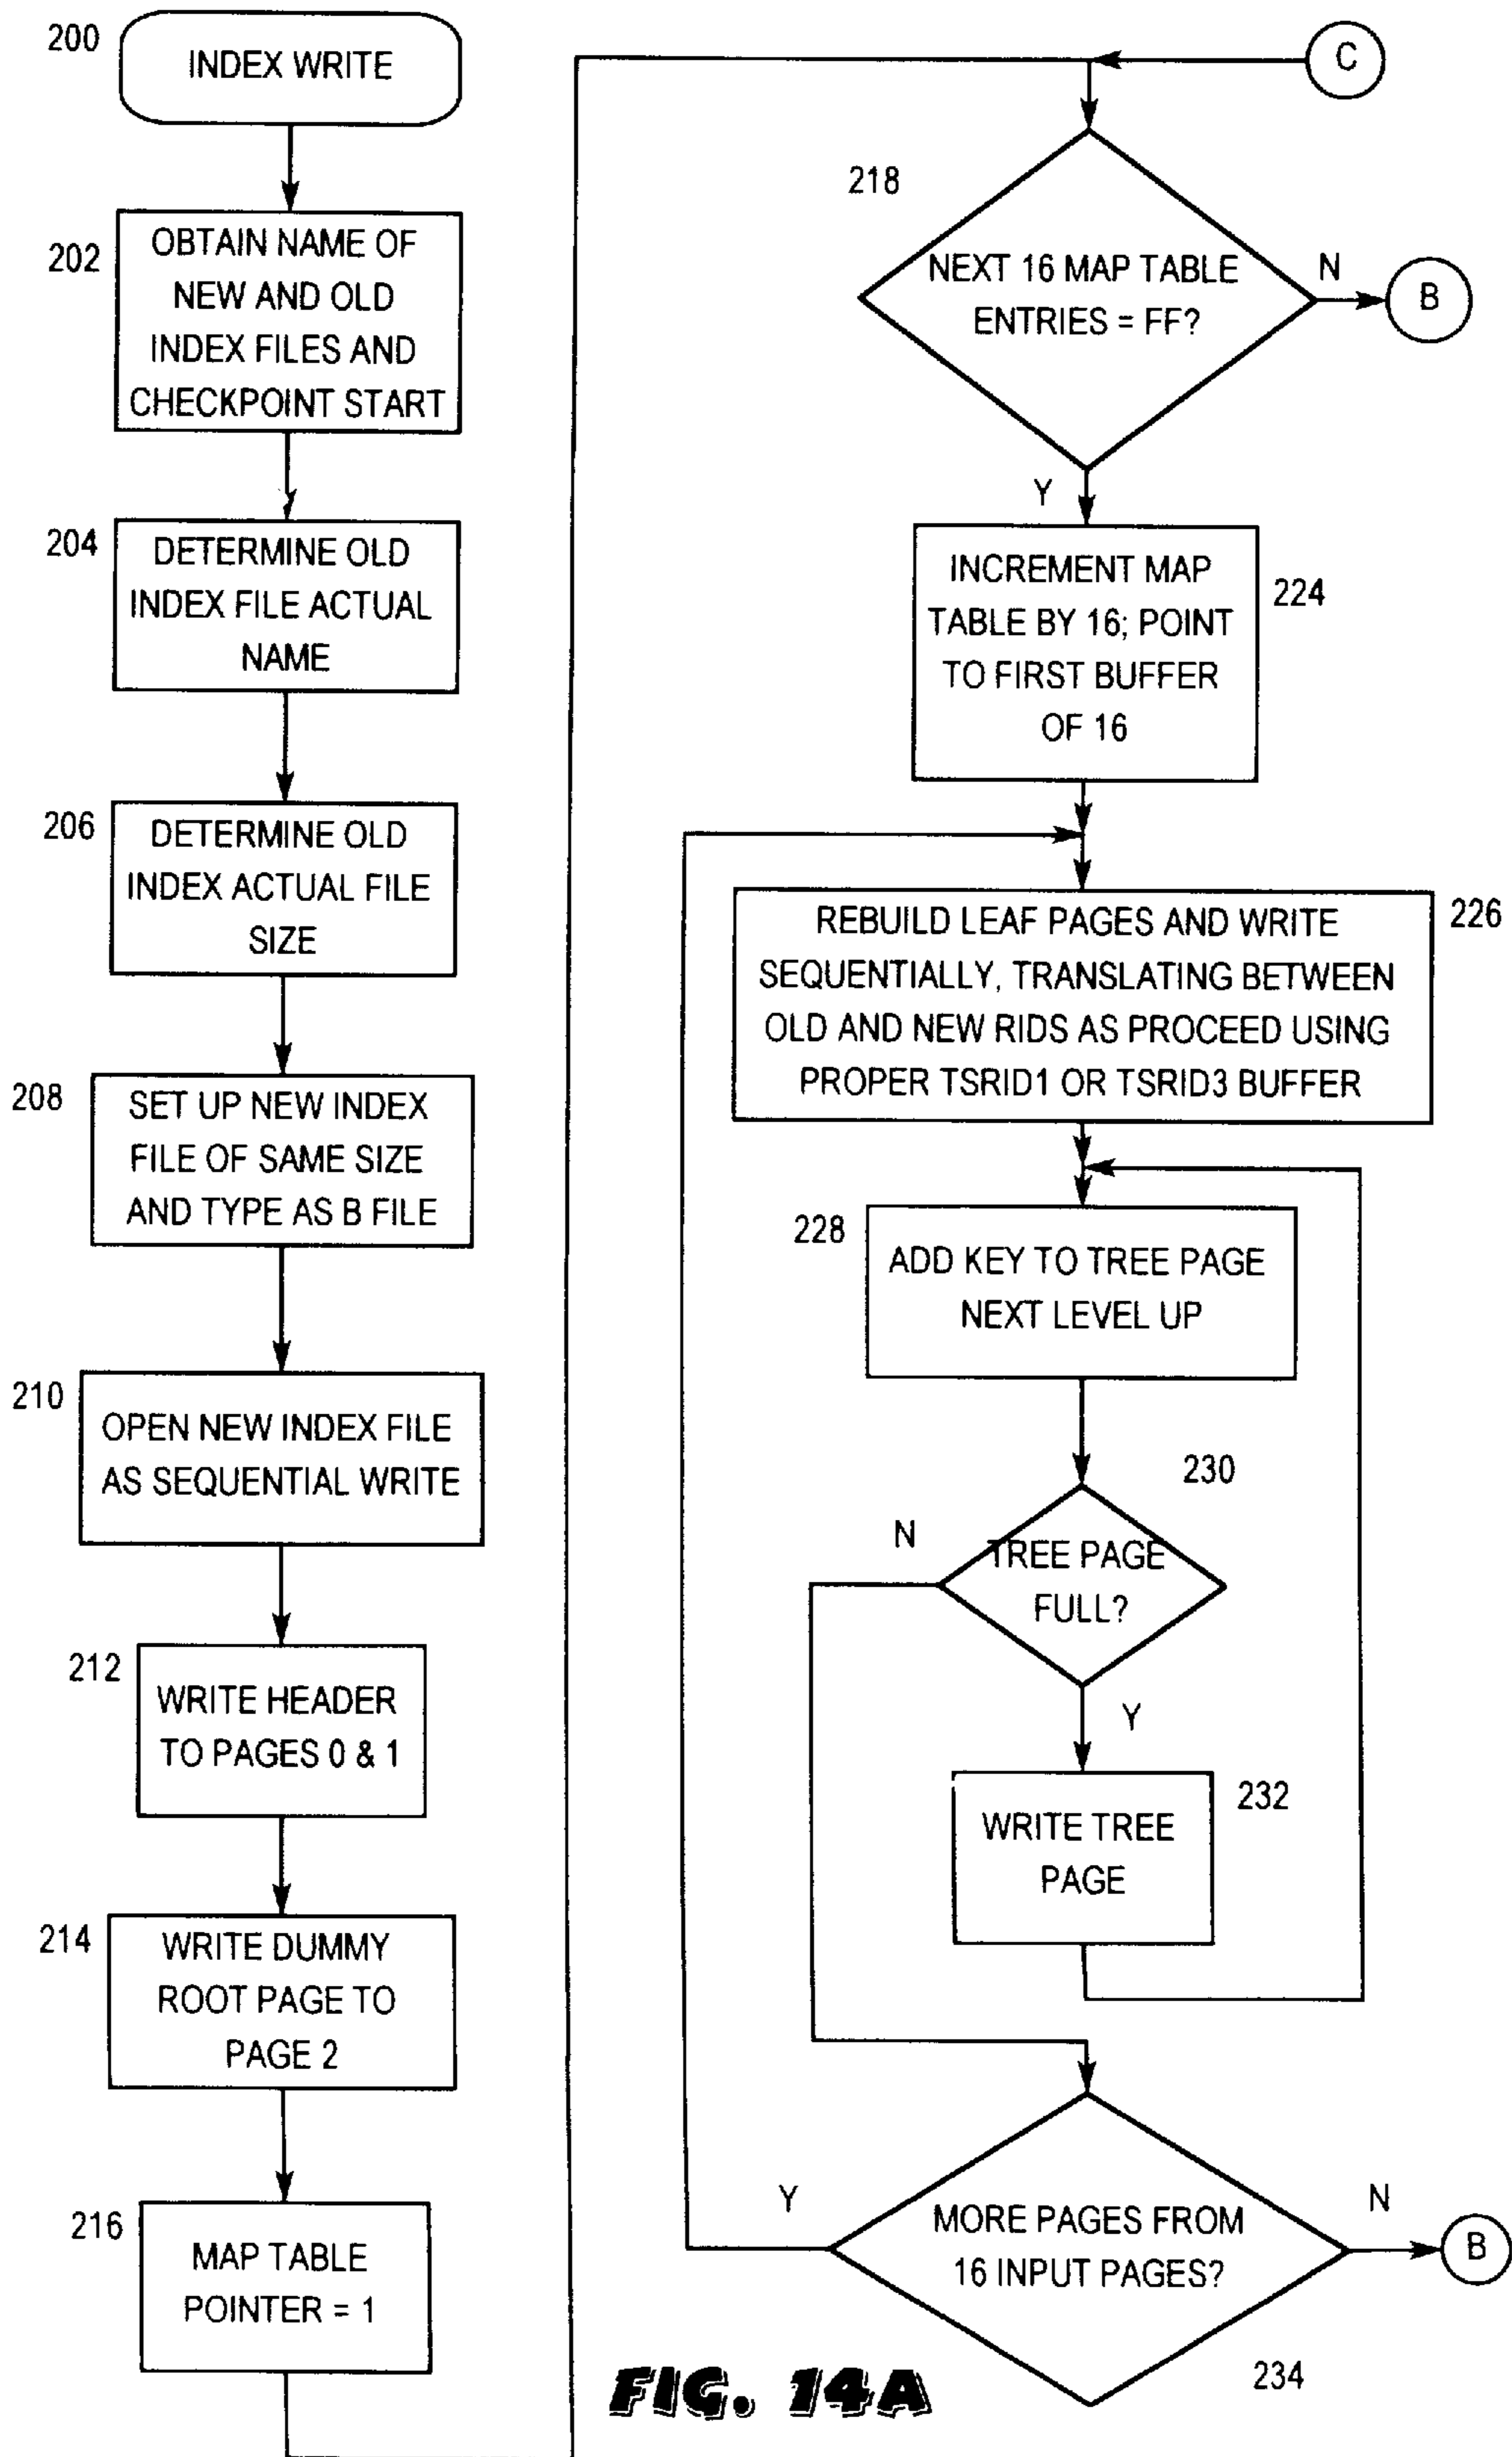 200
INDEX WRITE
202
OBTAIN NAME OF
NEW AND OLD
INDEX FILES AND
CHECKPOINT START
204
DETERMINE OLD
INDEX FILE ACTUAL
NAME
206
DETERMINE OLD
INDEX ACTUAL FILE
SIZE
208
SET UP NEW INDEX
FILE OF SAME SIZE
AND TYPE AS B FILE
210
OPEN NEW INDEX FILE
AS SEQUENTIAL WRITE
212
WRITE HEADER
TO PAGES 0 & 1
214
WRITE DUMMY
ROOT PAGE TO
PAGE 2
216
MAP TABLE
POINTER = 1
C
218
NEXT 16 MAP TABLE
ENTRIES = FF?
N
B
Y
INCREMENT MAP
TABLE BY 16; POINT
TO FIRST BUFFER
OF 16
224
REBUILD LEAF PAGES AND WRITE
SEQUENTIALLY, TRANSLATING BETWEEN
OLD AND NEW RIDS AS PROCEED USING
PROPER TSRID1 OR TSRID3 BUFFER
226
228
ADD KEY TO TREE PAGE
NEXT LEVEL UP
230
N
TREE PAGE
FULL?
Y
232
WRITE TREE
PAGE
Y
MORE PAGES FROM
16 INPUT PAGES?
N
B
234
FIG. 14A